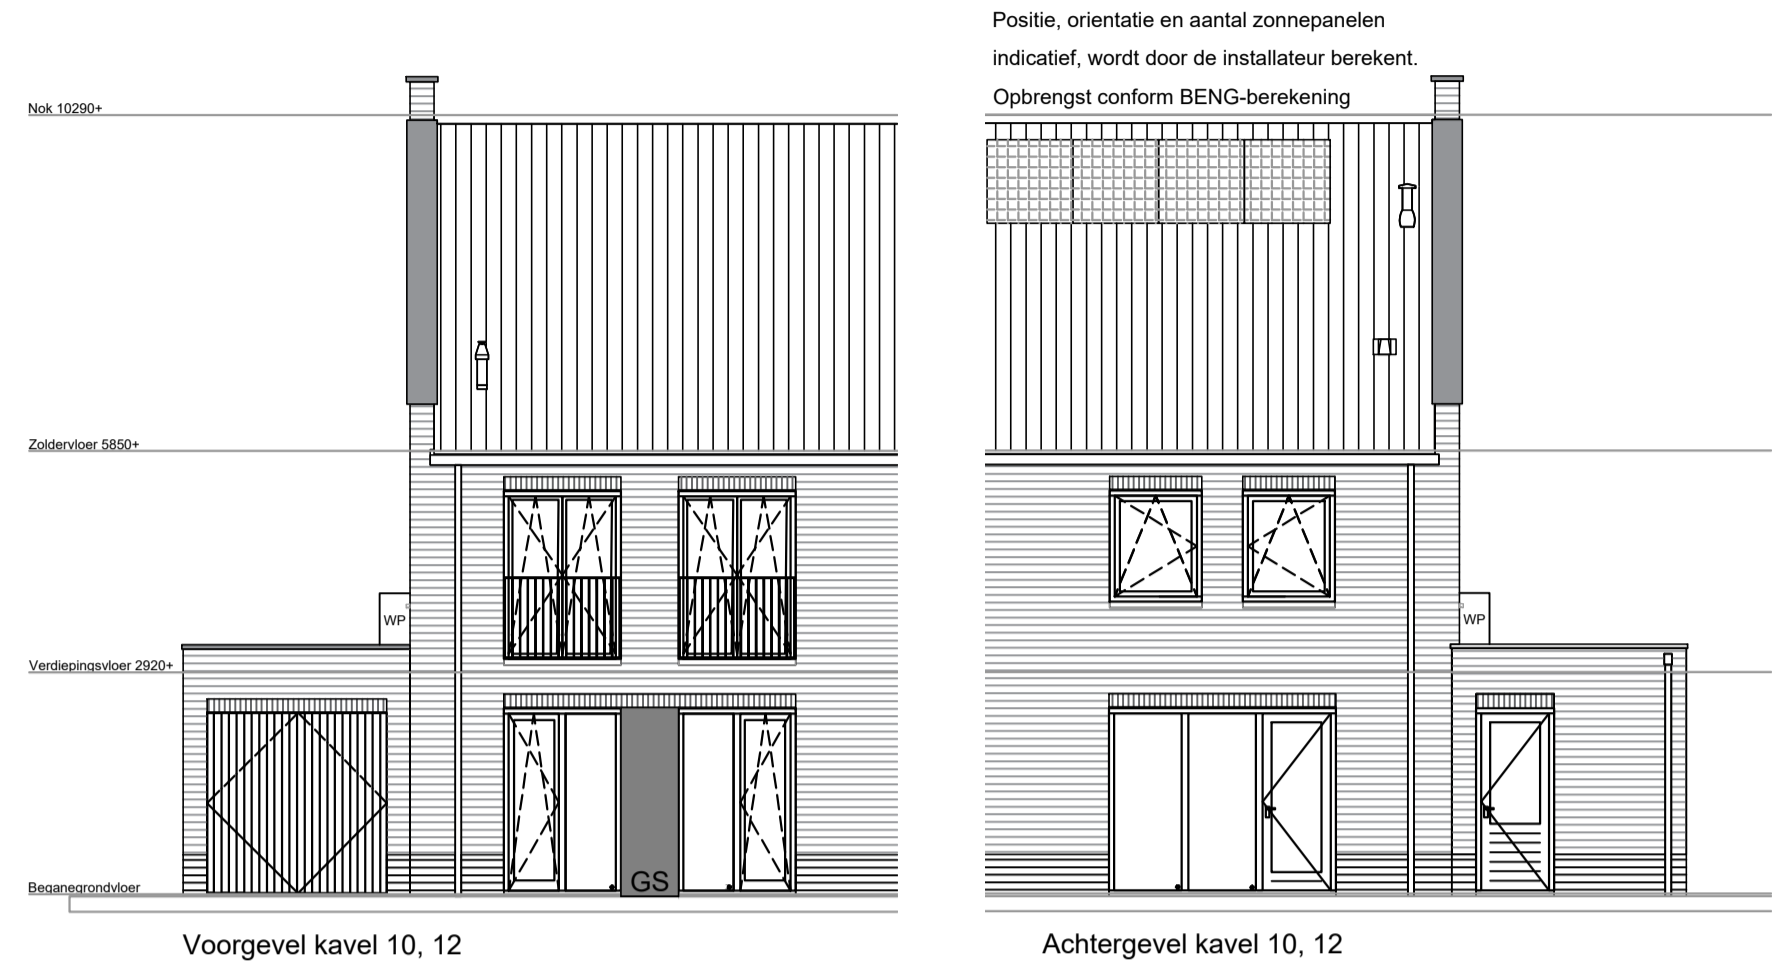 Positie, orientatie en aantal zonnepanelen
indicatief, wordt door de installateur berekent.
Opbrengst conform BENG-berekening
Nok 10290+
Zoldervloer 5850+
WP
WP
Verdiepingsvloer 2920+
GS
Beganegrondvloer
Voorgevel kavel 10, 12
Achtergevel kavel 10, 12